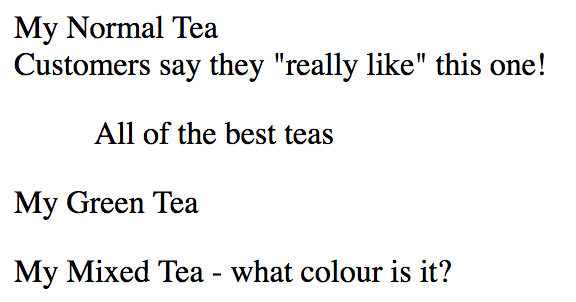 My Normal Tea
Customers say they "really like" this one!
All of the best teas
My Green Tea
My Mixed Tea - what colour is it?